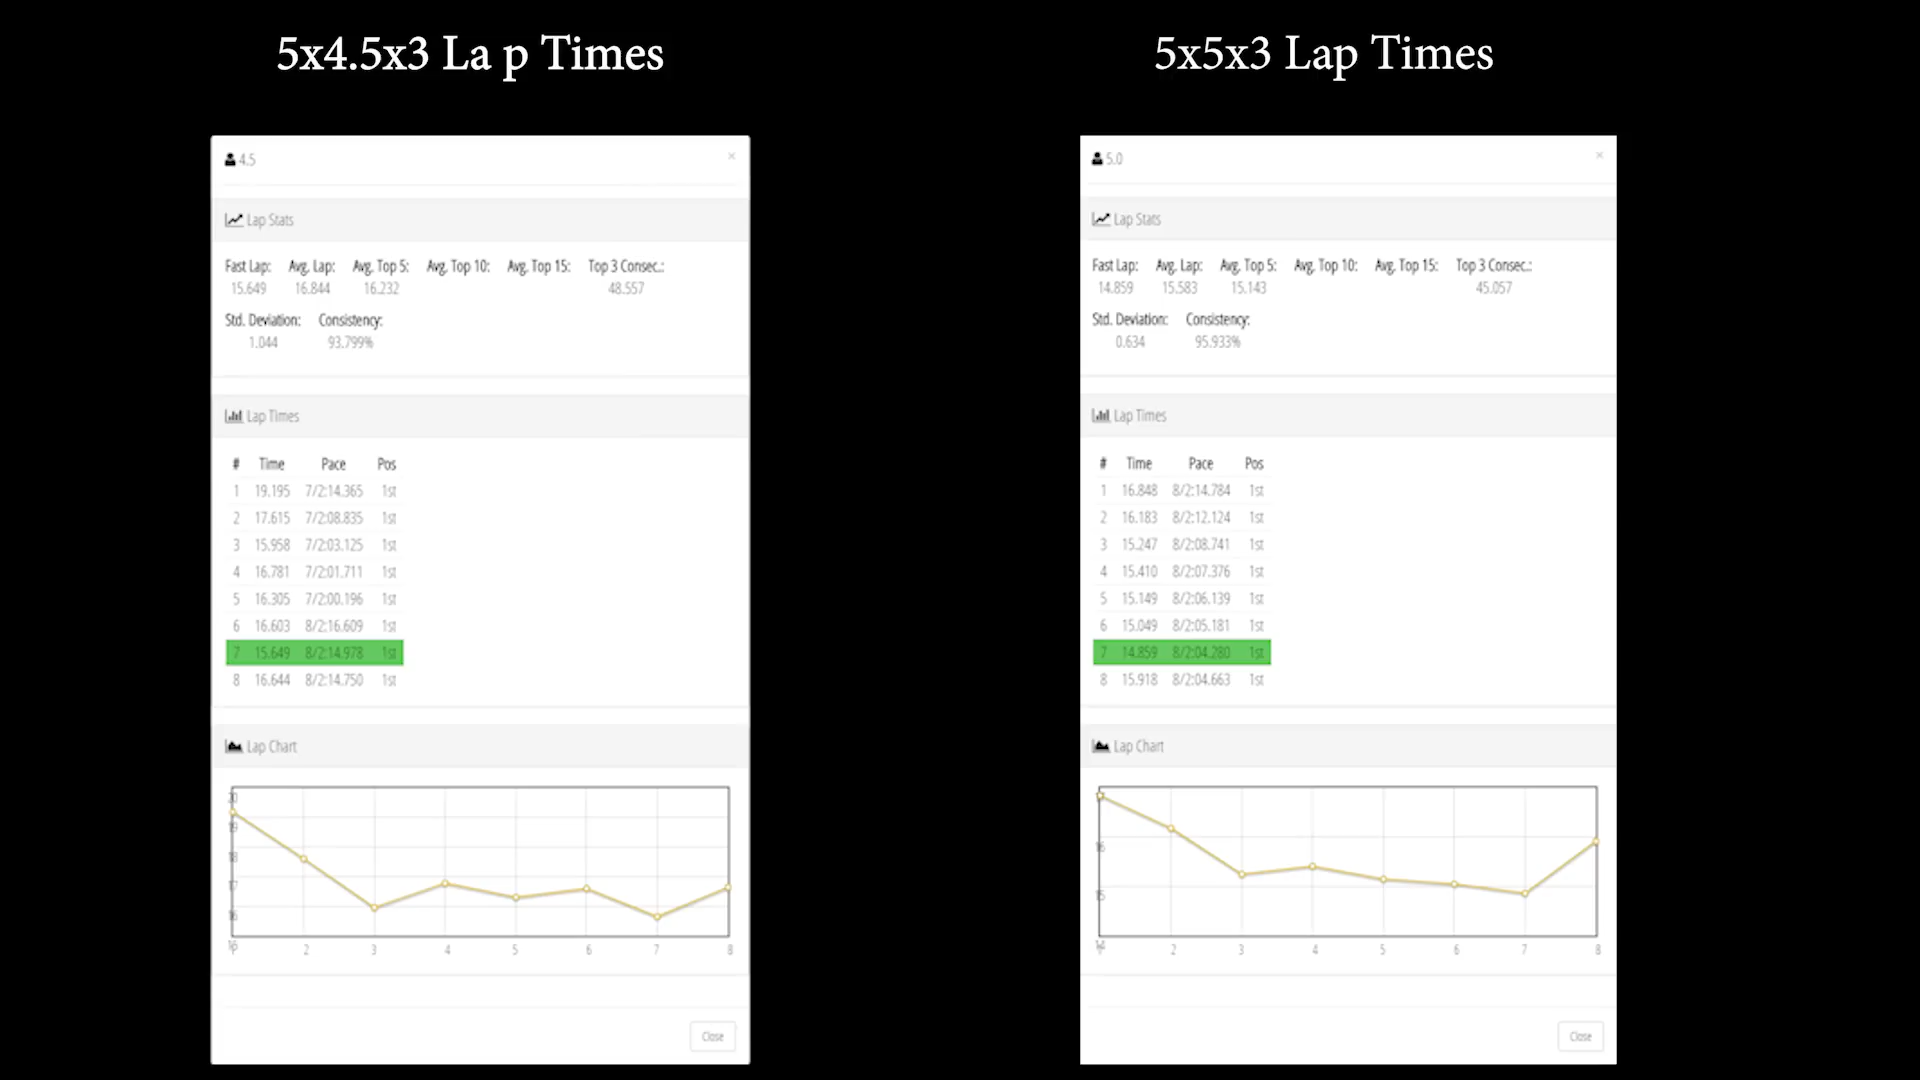 5x4.5x3 La p Times
4.5
×
Lap Stats
Fast Lap: Avg. Lap: Avg. Top 5: Avg. Top 10: Avg. Top 15: Top 3 Consec.:
15.649 16.844 16.232 48.557
Std. Deviation: Consistency:
1.044 93.799%
Lap Times
# Time Pace Pos
1 19.195 7/2:14.365 1st
2 17.615 7/2:08.835 1st
3 15.958 7/2:03.125 1st
4 16.781 7/2:01.711 1st
5 16.305 7/2:00.196 1st
6 16.603 8/2:16.609 1st
7 15.649 8/2:14.978 1st
8 16.644 8/2:14.750 1st
Lap Chart
20
19
18
17
16
2 3 4 5 6 7 8
Close
5x5x3 Lap Times
5.0
×
Lap Stats
Fast Lap: Avg. Lap: Avg. Top 5: Avg. Top 10: Avg. Top 15: Top 3 Consec.:
14.859 15.583 15.143 45.057
Std. Deviation: Consistency:
0.634 95.933%
Lap Times
# Time Pace Pos
1 16.848 8/2:14.784 1st
2 16.183 8/2:12.124 1st
3 15.247 8/2:08.741 1st
4 15.410 8/2:07.376 1st
5 15.149 8/2:06.139 1st
6 15.049 8/2:05.181 1st
7 14.859 8/2:04.280 1st
8 15.918 8/2:04.663 1st
Lap Chart
16
15
2 3 4 5 6 7 8
Close